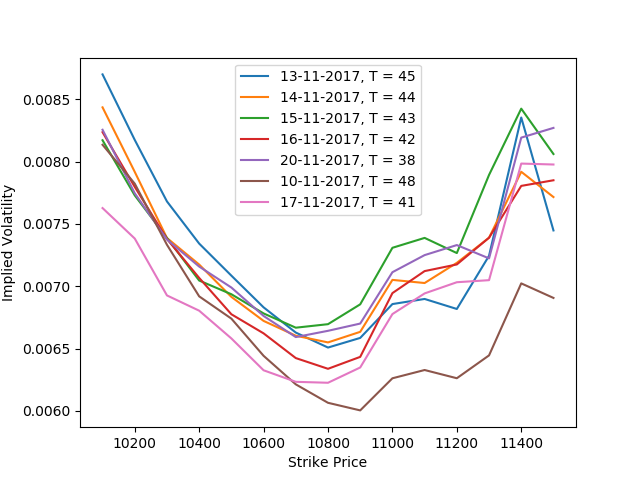 0.0085
0.0080
0.0075
0.0070
0.0065
0.0060
Implied Volatility
13-11-2017, T = 45
14-11-2017, T = 44
15-11-2017, T = 43
16-11-2017, T = 42
20-11-2017, T = 38
10-11-2017, T = 48
17-11-2017, T = 41
10200 10400 10600 10800 11000 11200 11400
Strike Price